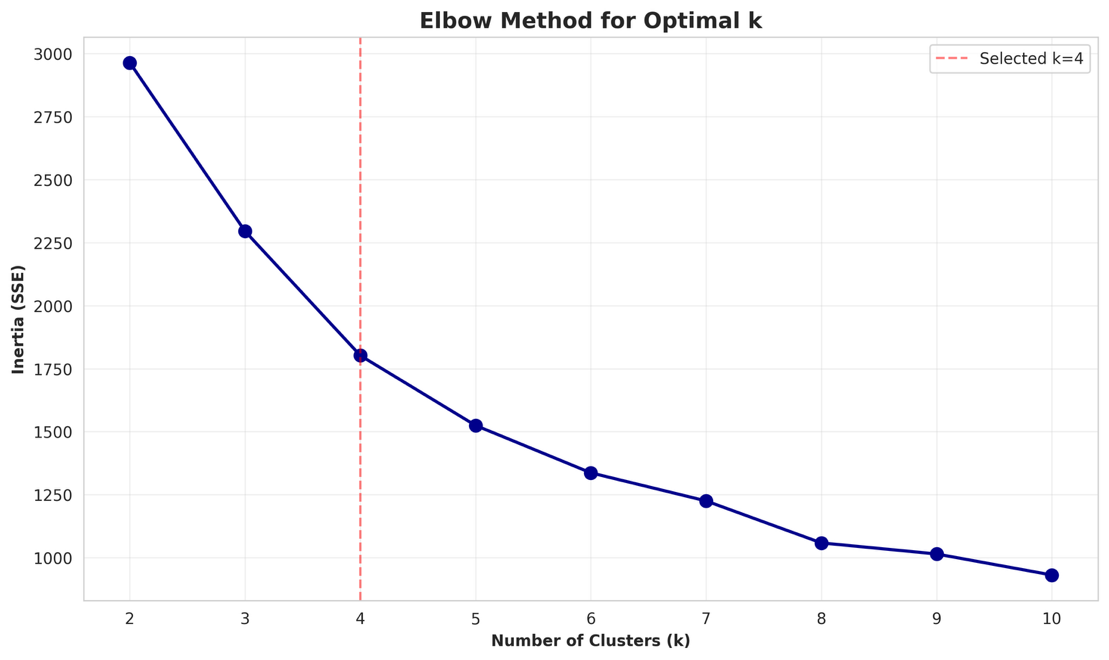 Elbow Method for Optimal k
Selected k=4
Inertia (SSE)
3000
2750
2500
2250
2000
1750
1500
1250
1000
2 3 4 5 6 7 8 9 10
Number of Clusters (k)